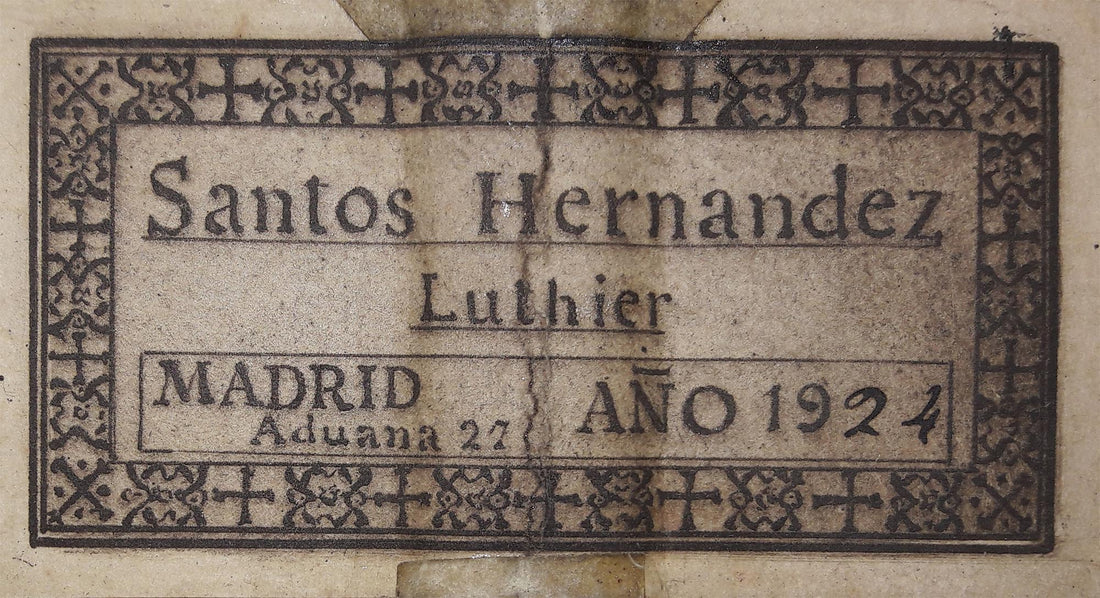 Santos Hernandez
Luthier
MADRID
Aduana 27
AÑO 1924